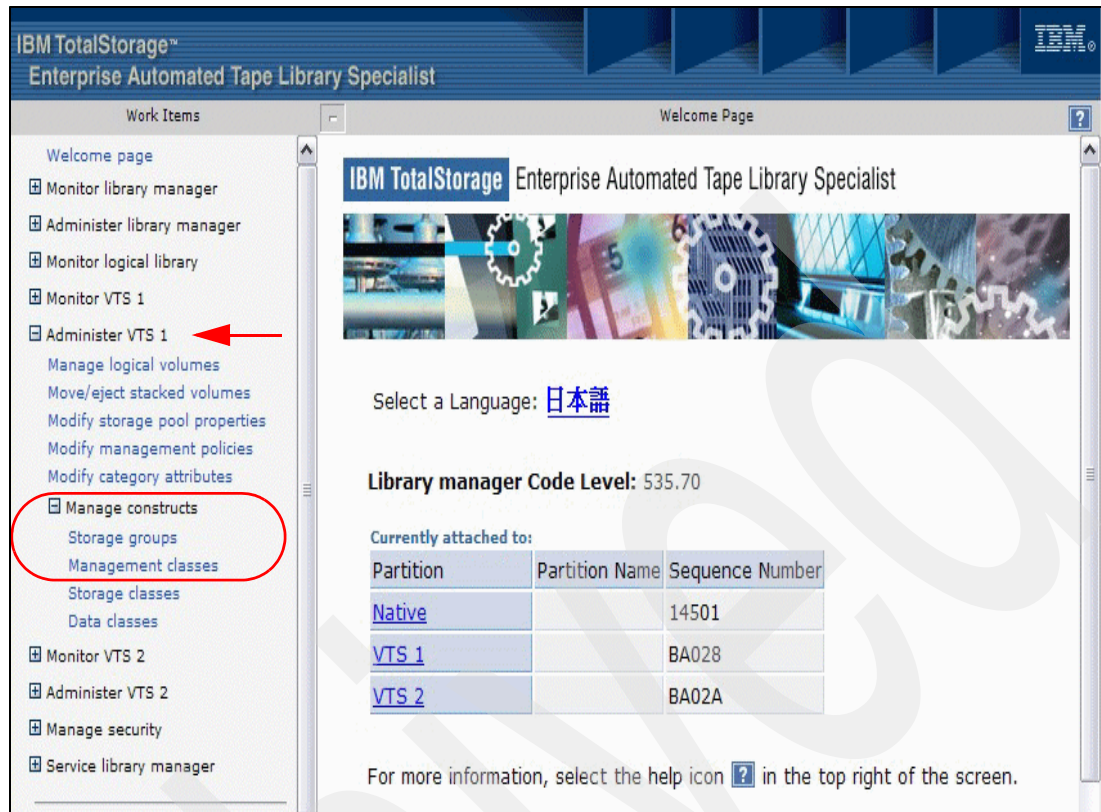 IBM TotalStorage™
Enterprise Automated Tape Library Specialist
IBM®
Work Items
Welcome Page
?
Welcome page
Monitor library manager
Administer library manager
Monitor logical library
Monitor VTS 1
Administer VTS 1
Manage logical volumes
Move/eject stacked volumes
Modify storage pool properties
Modify management policies
Modify category attributes
Manage constructs
Storage groups
Management classes
Storage classes
Data classes
Monitor VTS 2
Administer VTS 2
Manage security
Service library manager
IBM TotalStorage Enterprise Automated Tape Library Specialist
5 6
Select a Language: 日本語
Library manager Code Level: 535.70
Currently attached to:
Partition Partition Name Sequence Number
Native 14501
VTS 1 BA028
VTS 2 BA02A
For more information, select the help icon ? in the top right of the screen.